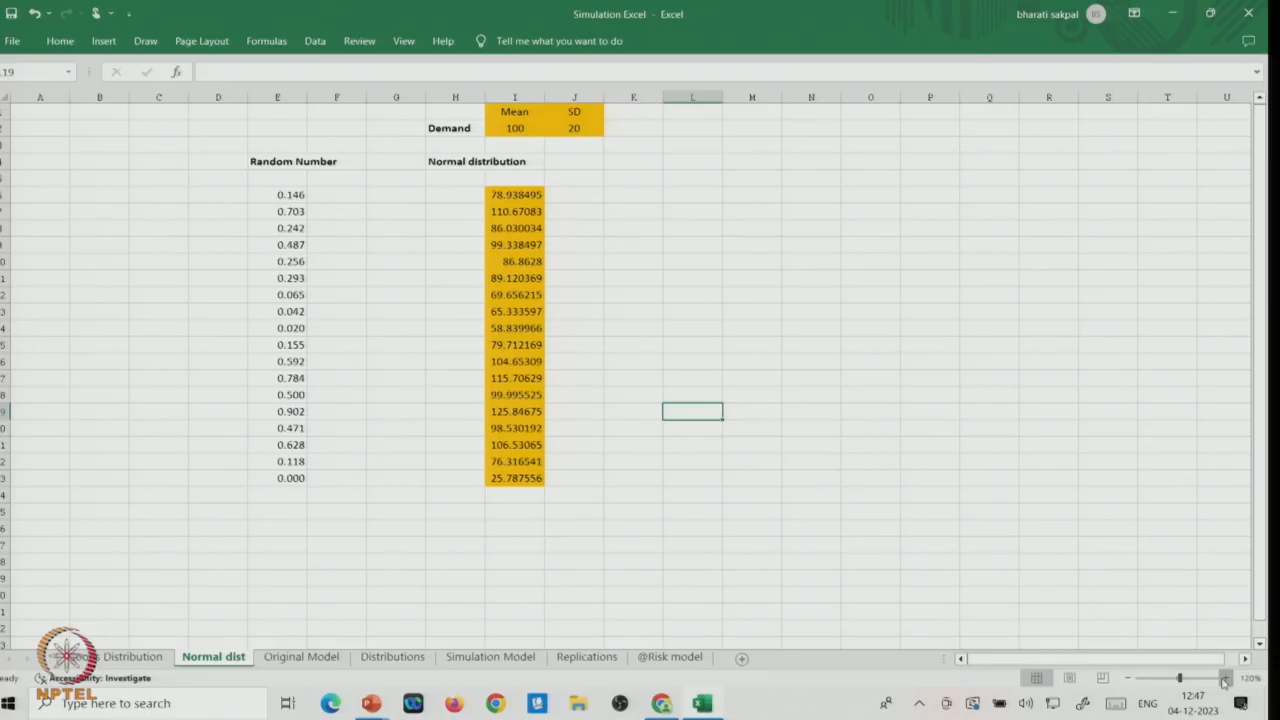 Simulation Excel - Excel
bharati sakpal
BS
File Home Insert Draw Page Layout Formulas Data Review View Help Tell me what you want to do
fx
A B C D E F G H I J K L M N O P Q R S T U
Mean SD
Demand 100 20
Random Number Normal distribution
0.146 78.938495
0.703 110.67083
0.242 86.030034
0.487 99.338497
0.256 86.8628
0.293 89.120369
0.065 69.656215
0.042 65.333597
0.020 58.839966
0.155 79.712169
0.592 104.65309
0.784 115.70629
0.500 99.995525
0.902 125.84675
0.471 98.530192
0.628 106.53065
0.118 76.316541
0.000 25.787556
Distribution Normal dist Original Model Distributions Simulation Model Replications @Risk model
Accessibility: Investigate
120%
NPTEL
Type here to search
ENG
12:47
04-12-2023